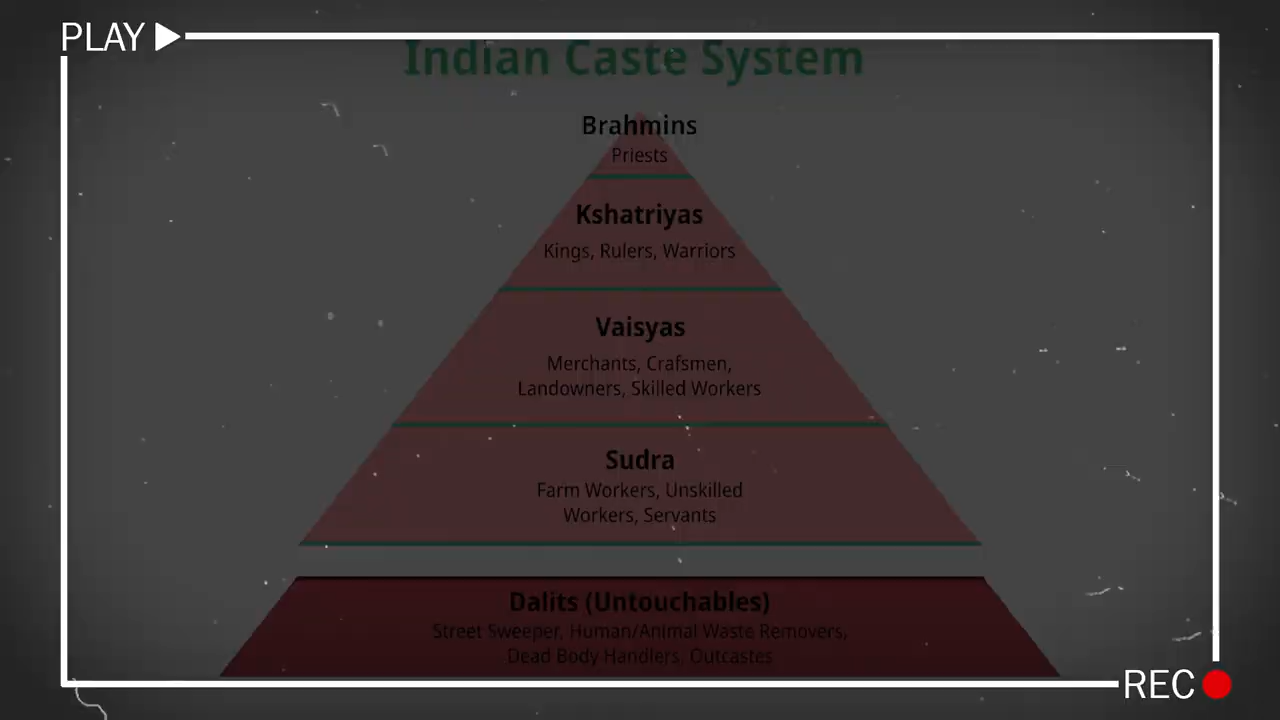 PLAY
Indian Caste System
Brahmins
Priests
Kshatriyas
Kings, Rulers, Warriors
Vaisyas
Merchants, Crafsmen,
Landowners, Skilled Workers
Sudra
Farm Workers, Unskilled
Workers, Servants
Dalits (Untouchables)
Street Sweeper, Human/Animal Waste Removers,
Dead Body Handlers, Outcastes
REC